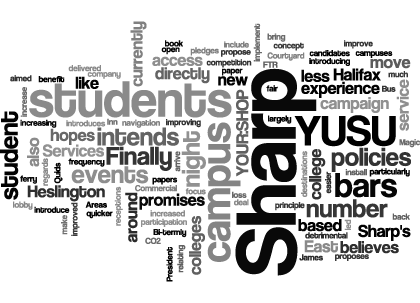 currently
book
open
pledges
include
propose
implement
bring
concept
candidates
introducing
improve
campuses
delivered
company
access
directly
competition
paper
new
Courtyard
FTR
less
Halifax
move
much
aimed
benefit
like
fair
experience
Bus
says
increase
students
Sharp
largely
campaign
Service
student
increasing
introduces
Inn
navigation
improving
YOUR:SHOP
YUSU
Magic
also
hopes
intends
campus
Services
Finally
night
policies
regards
frequency
Quids
arrive
events
destinations
college
easier
install
particularly
ferry
papers
Heslington
Commercial
focus
bars
lobby
introduce
make
improved
Areas
quicker
receptions
around
promises
loss
deal
principle
number
increased
participation
colleges
based
led
back
Sharp's
CO2
Bi-termly
President
relating
detrimental
East
believes
James
proposes